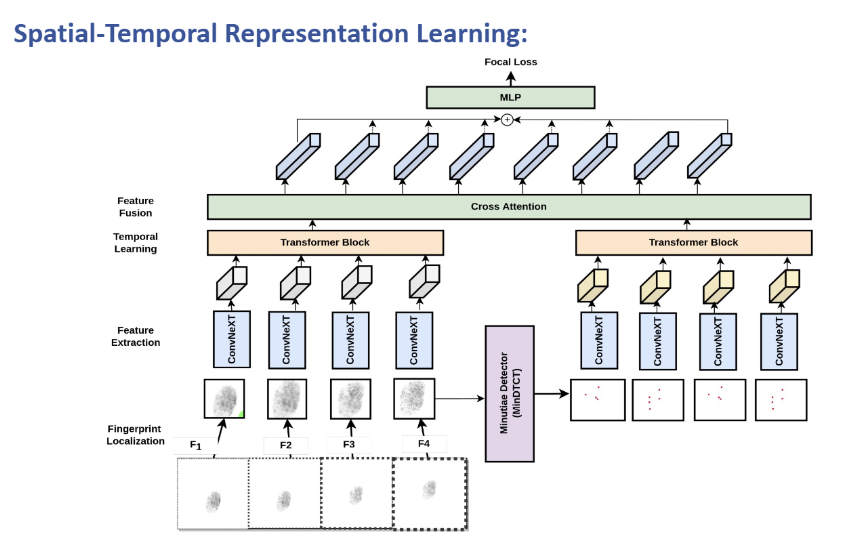 Spatial-Temporal Representation Learning:
Focal Loss
MLP
+
Feature
Fusion
Cross Attention
Temporal
Learning
Transformer Block
Transformer Block
Feature
Extraction
ConvNeXT
ConvNeXT
ConvNeXT
ConvNeXT
ConvNeXT
ConvNeXT
ConvNeXT
ConvNeXT
Minutiae Detector
(MinDTCT)
Fingerprint
Localization
F1
F2
F3
F4